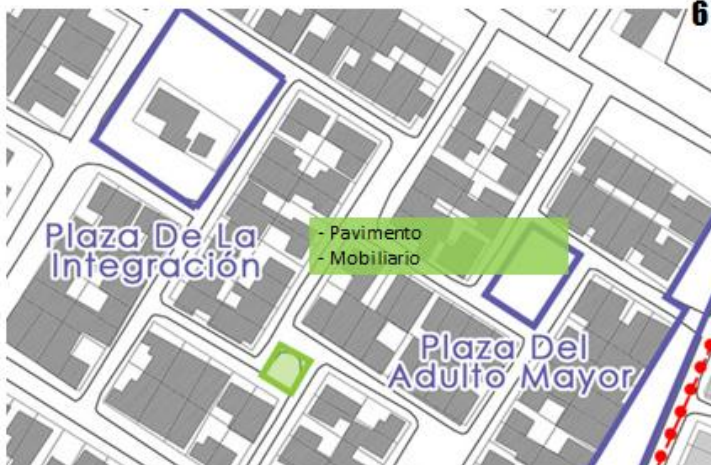 6
- Pavimento
- Mobiliario
Plaza De La
Integración
Plaza Del
Adulto Mayor